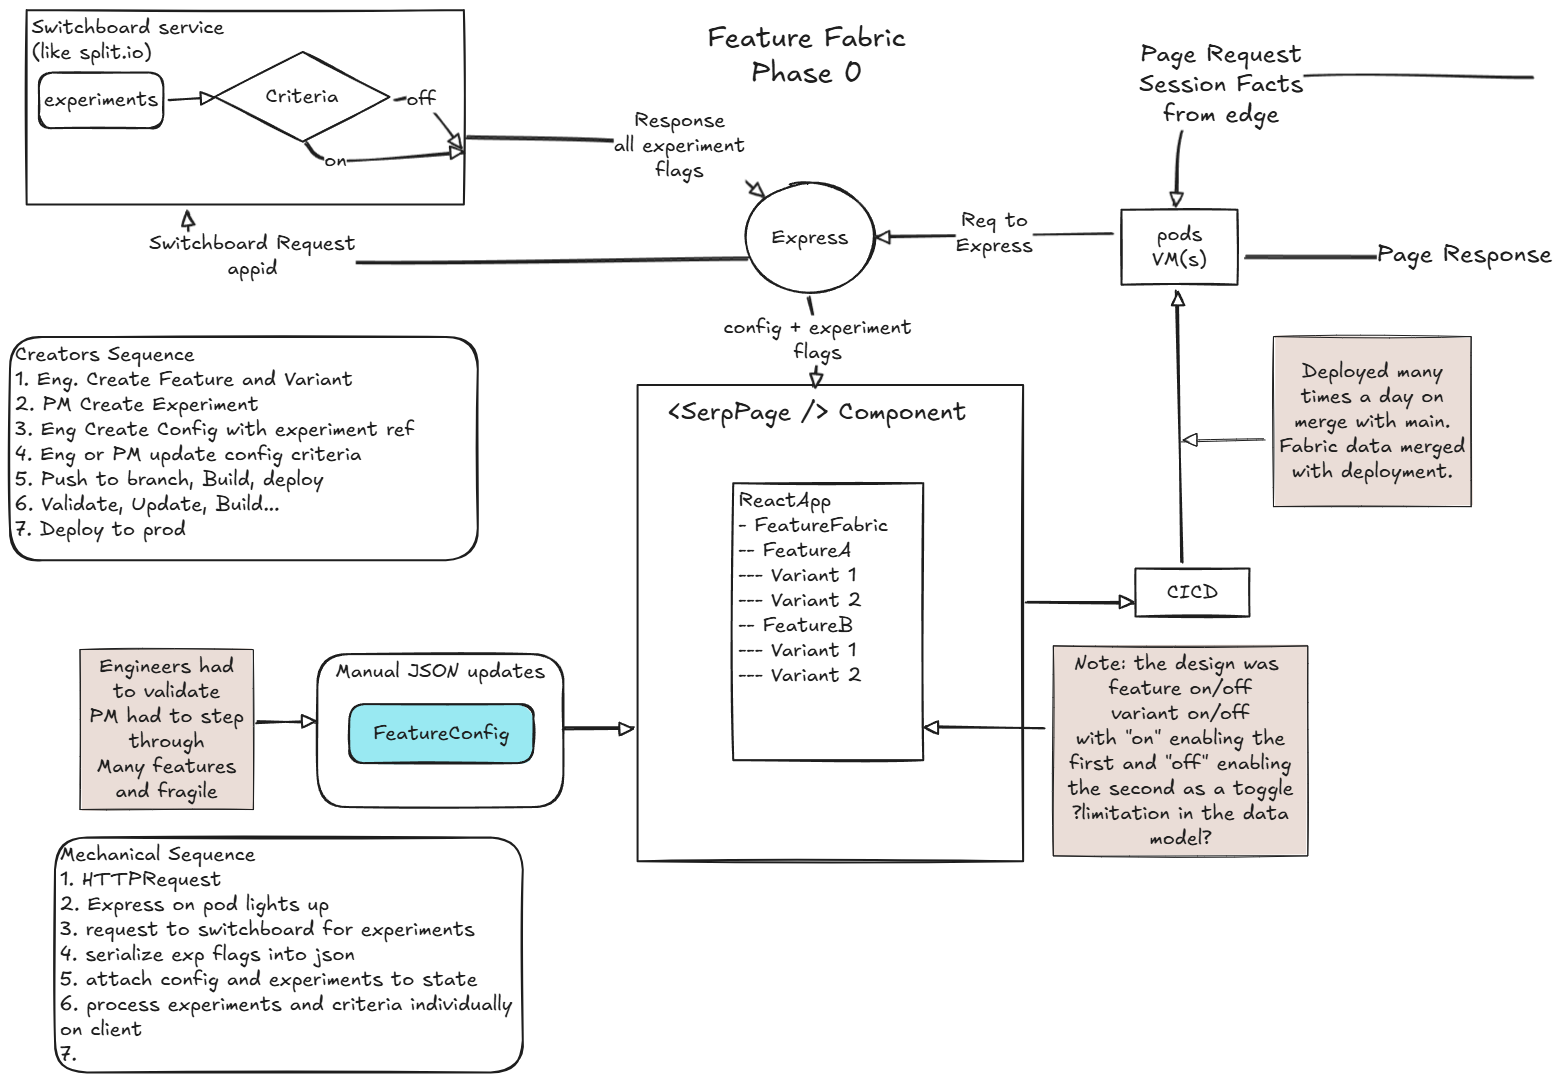 Feature Fabric
Phase 0
Switchboard service
(like split.io)
experiments
Criteria
off
on
Response
all experiment
flags
Page Request
Session Facts
from edge
Switchboard Request
appid
Express
Req to
Express
pods
VM(s)
Page Response
config + experiment
flags
Creators Sequence
1. Eng. Create Feature and Variant
2. PM Create Experiment
3. Eng Create Config with experiment ref
4. Eng or PM update config criteria
5. Push to branch, Build, deploy
6. Validate, Update, Build...
7. Deploy to prod
<SerpPage /> Component
ReactApp
- FeatureFabric
-- FeatureA
--- Variant 1
--- Variant 2
-- FeatureB
--- Variant 1
--- Variant 2
Deployed many
times a day on
merge with main.
Fabric data merged
with deployment.
CICD
Engineers had
to validate
PM had to step
through
Many features
and fragile
Manual JSON updates
FeatureConfig
Note: the design was
feature on/off
variant on/off
with "on" enabling the
first and "off" enabling
the second as a toggle
?limitation in the data
model?
Mechanical Sequence
1. HTTPRequest
2. Express on pod lights up
3. request to switchboard for experiments
4. serialize exp flags into json
5. attach config and experiments to state
6. process experiments and criteria individually
on client
7.